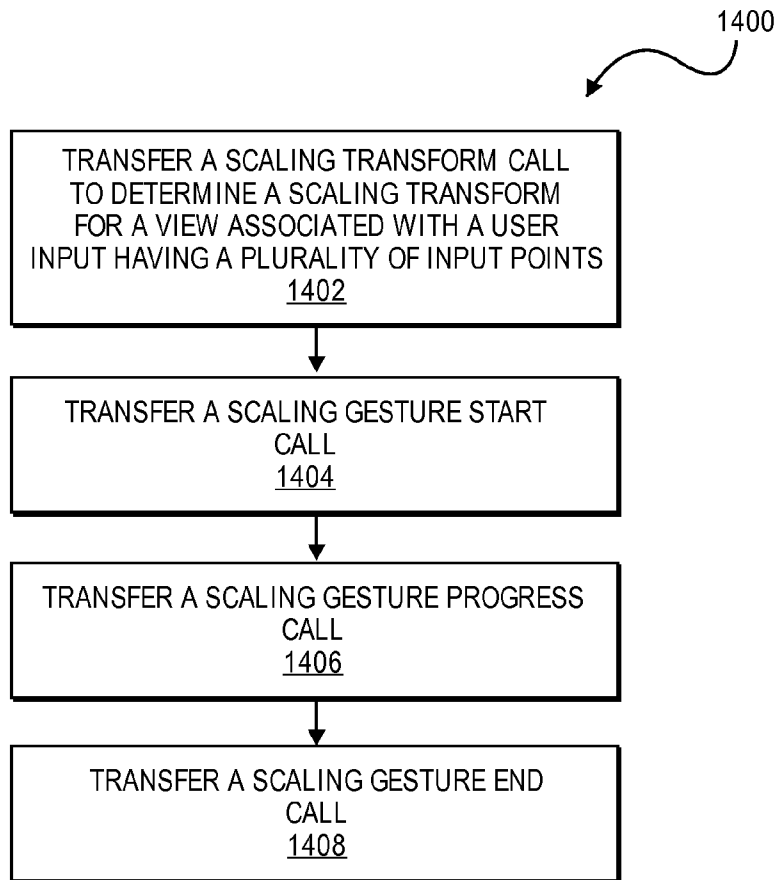 1400
TRANSFER A SCALING TRANSFORM CALL
TO DETERMINE A SCALING TRANSFORM
FOR A VIEW ASSOCIATED WITH A USER
INPUT HAVING A PLURALITY OF INPUT POINTS
1402
TRANSFER A SCALING GESTURE START
CALL
1404
TRANSFER A SCALING GESTURE PROGRESS
CALL
1406
TRANSFER A SCALING GESTURE END
CALL
1408